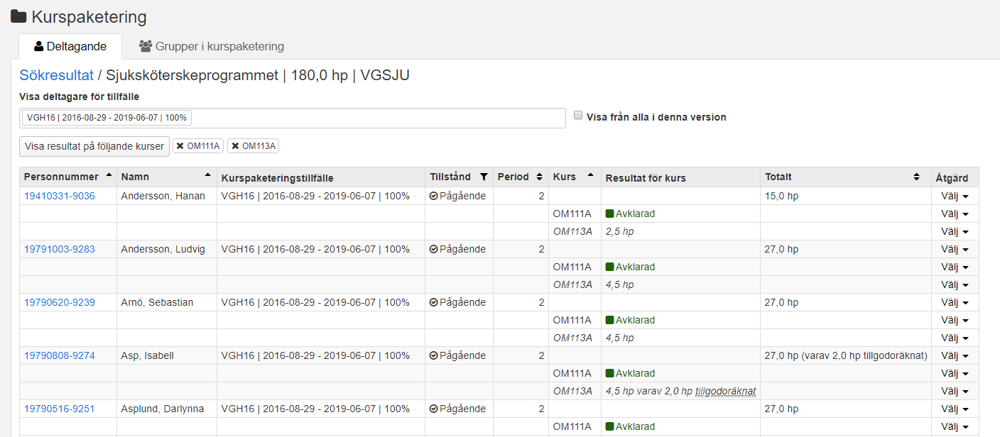 Kurspaketering
Deltagande Grupper i kurspaketering
Sökresultat / Sjuksköterskeprogrammet | 180,0 hp | VGSJU
Visa deltagare för tillfälle
VGH16 | 2016-08-29 - 2019-06-07 | 100% Visa från alla i denna version
Visa resultat på följande kurser OM111A OM113A
Personnummer Namn Kurspaketeringstillfälle Tillstånd Period Kurs Resultat för kurs Totalt Åtgärd
19410331-9036 Andersson, Hanan VGH16 | 2016-08-29 - 2019-06-07 | 100% Pågående 2 15,0 hp Välj
OM111A Avklarad Välj
OM113A 2,5 hp Välj
19791003-9283 Andersson, Ludvig VGH16 | 2016-08-29 - 2019-06-07 | 100% Pågående 2 27,0 hp Välj
OM111A Avklarad Välj
OM113A 4,5 hp Välj
19790620-9239 Arnö, Sebastian VGH16 | 2016-08-29 - 2019-06-07 | 100% Pågående 2 27,0 hp Välj
OM111A Avklarad Välj
OM113A 4,5 hp Välj
19790808-9274 Asp, Isabell VGH16 | 2016-08-29 - 2019-06-07 | 100% Pågående 2 27,0 hp (varav 2,0 hp tillgodoräknat) Välj
OM111A Avklarad Välj
OM113A 4,5 hp varav 2,0 hp tillgodoräknat Välj
19790516-9251 Asplund, Darlynna VGH16 | 2016-08-29 - 2019-06-07 | 100% Pågående 2 27,0 hp Välj
OM111A Avklarad Välj